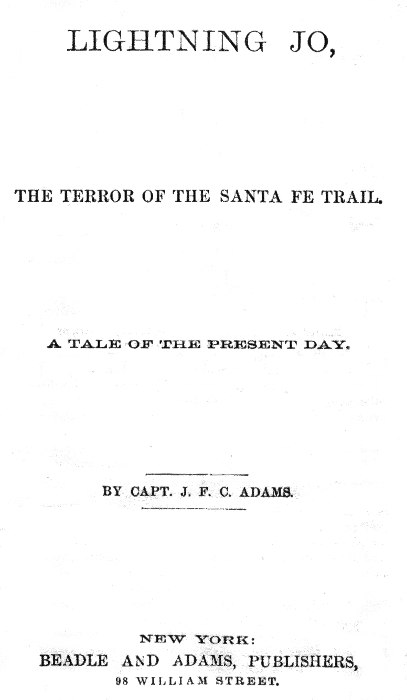 LIGHTNING JO,
THE TERROR OF THE SANTA FE TRAIL.
A TALE OF THE PRESENT DAY.
BY CAPT. J. F. C. ADAMS.
NEW YORK:
BEADLE AND ADAMS, PUBLISHERS,
98 WILLIAM STREET.